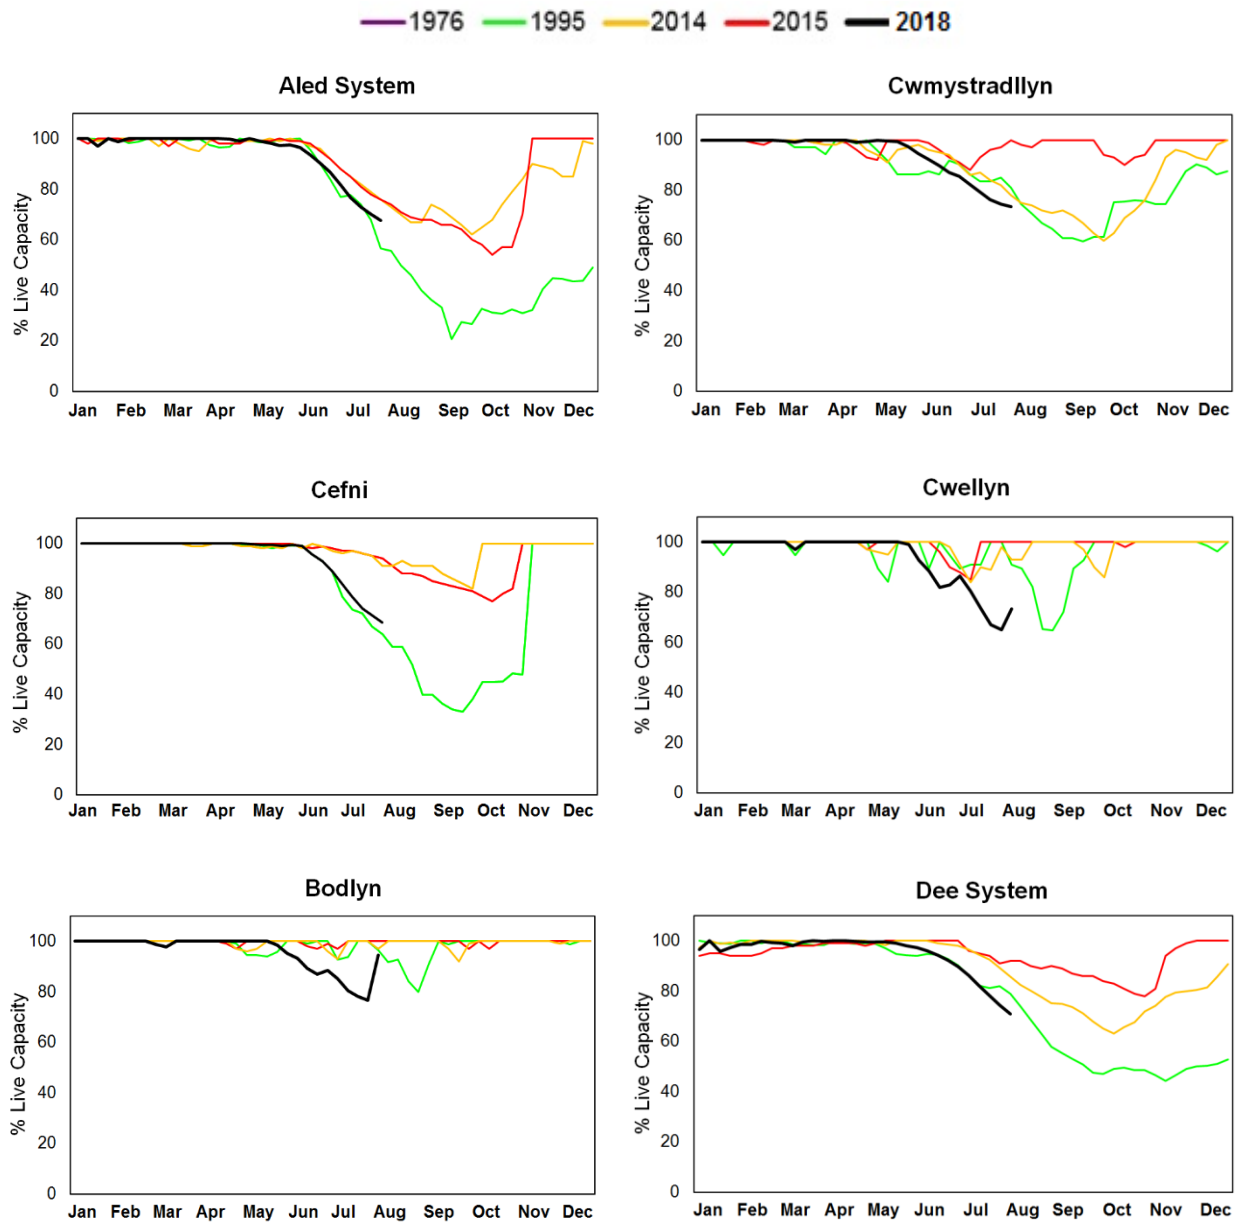 1976 1995 2014 2015 2018
Aled System
% Live Capacity
100
80
60
40
20
0
Jan Feb Mar Apr May Jun Jul Aug Sep Oct Nov Dec
Cwmystradllyn
% Live Capacity
100
80
60
40
20
0
Jan Feb Mar Apr May Jun Jul Aug Sep Oct Nov Dec
Cefni
% Live Capacity
100
80
60
40
20
0
Jan Feb Mar Apr May Jun Jul Aug Sep Oct Nov Dec
Cwellyn
% Live Capacity
100
80
60
40
20
0
Jan Feb Mar Apr May Jun Jul Aug Sep Oct Nov Dec
Bodlyn
% Live Capacity
100
80
60
40
20
0
Jan Feb Mar Apr May Jun Jul Aug Sep Oct Nov Dec
Dee System
% Live Capacity
100
80
60
40
20
0
Jan Feb Mar Apr May Jun Jul Aug Sep Oct Nov Dec